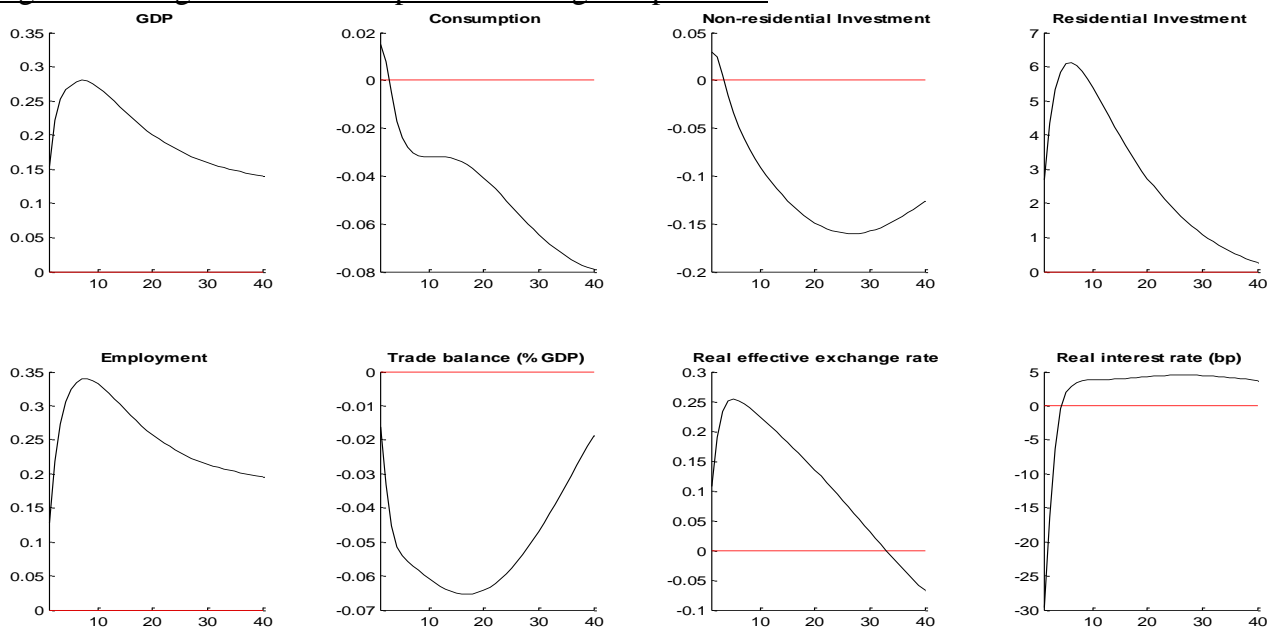 GDP Consumption Non-residential Investment Residential Investment
0.35 0.02 0.05 7
0.3 0 0 6
0.25 -0.02 -0.05 5
0.2 -0.04 -0.1 4
0.15 -0.06 -0.15 3
0.1 -0.08 -0.2 2
0.05 1
0 0
10 20 30 40 10 20 30 40 10 20 30 40 10 20 30 40
Employment Trade balance (% GDP) Real effective exchange rate Real interest rate (bp)
0.35 0 0.3 5
0.3 -0.01 0.25 0
0.25 -0.02 0.2 -5
0.2 -0.03 0.15 -10
0.15 -0.04 0.1 -15
0.1 -0.05 0.05 -20
0.05 -0.06 0 -25
0 -0.07 -0.05 -30
-0.1
10 20 30 40 10 20 30 40 10 20 30 40 10 20 30 40